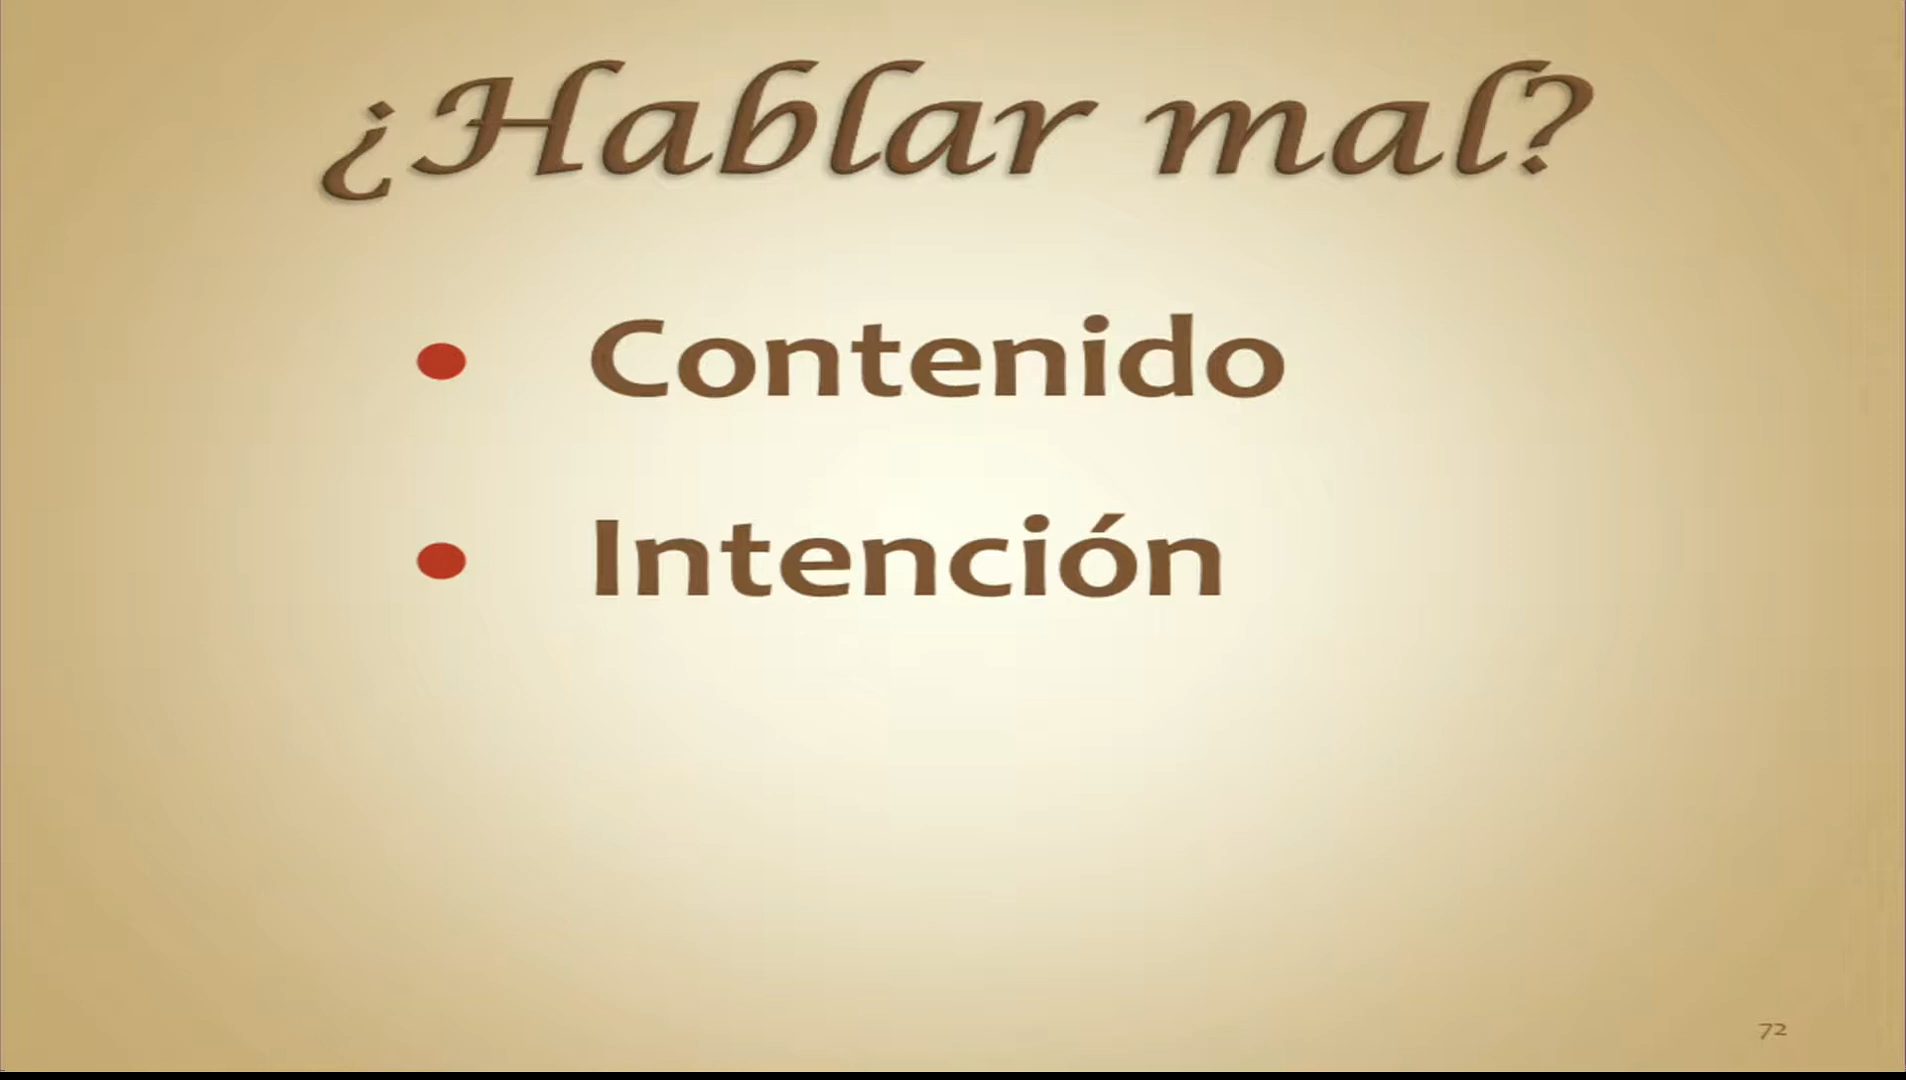 ¿Hablar mal?
• Contenido
• Intención
72